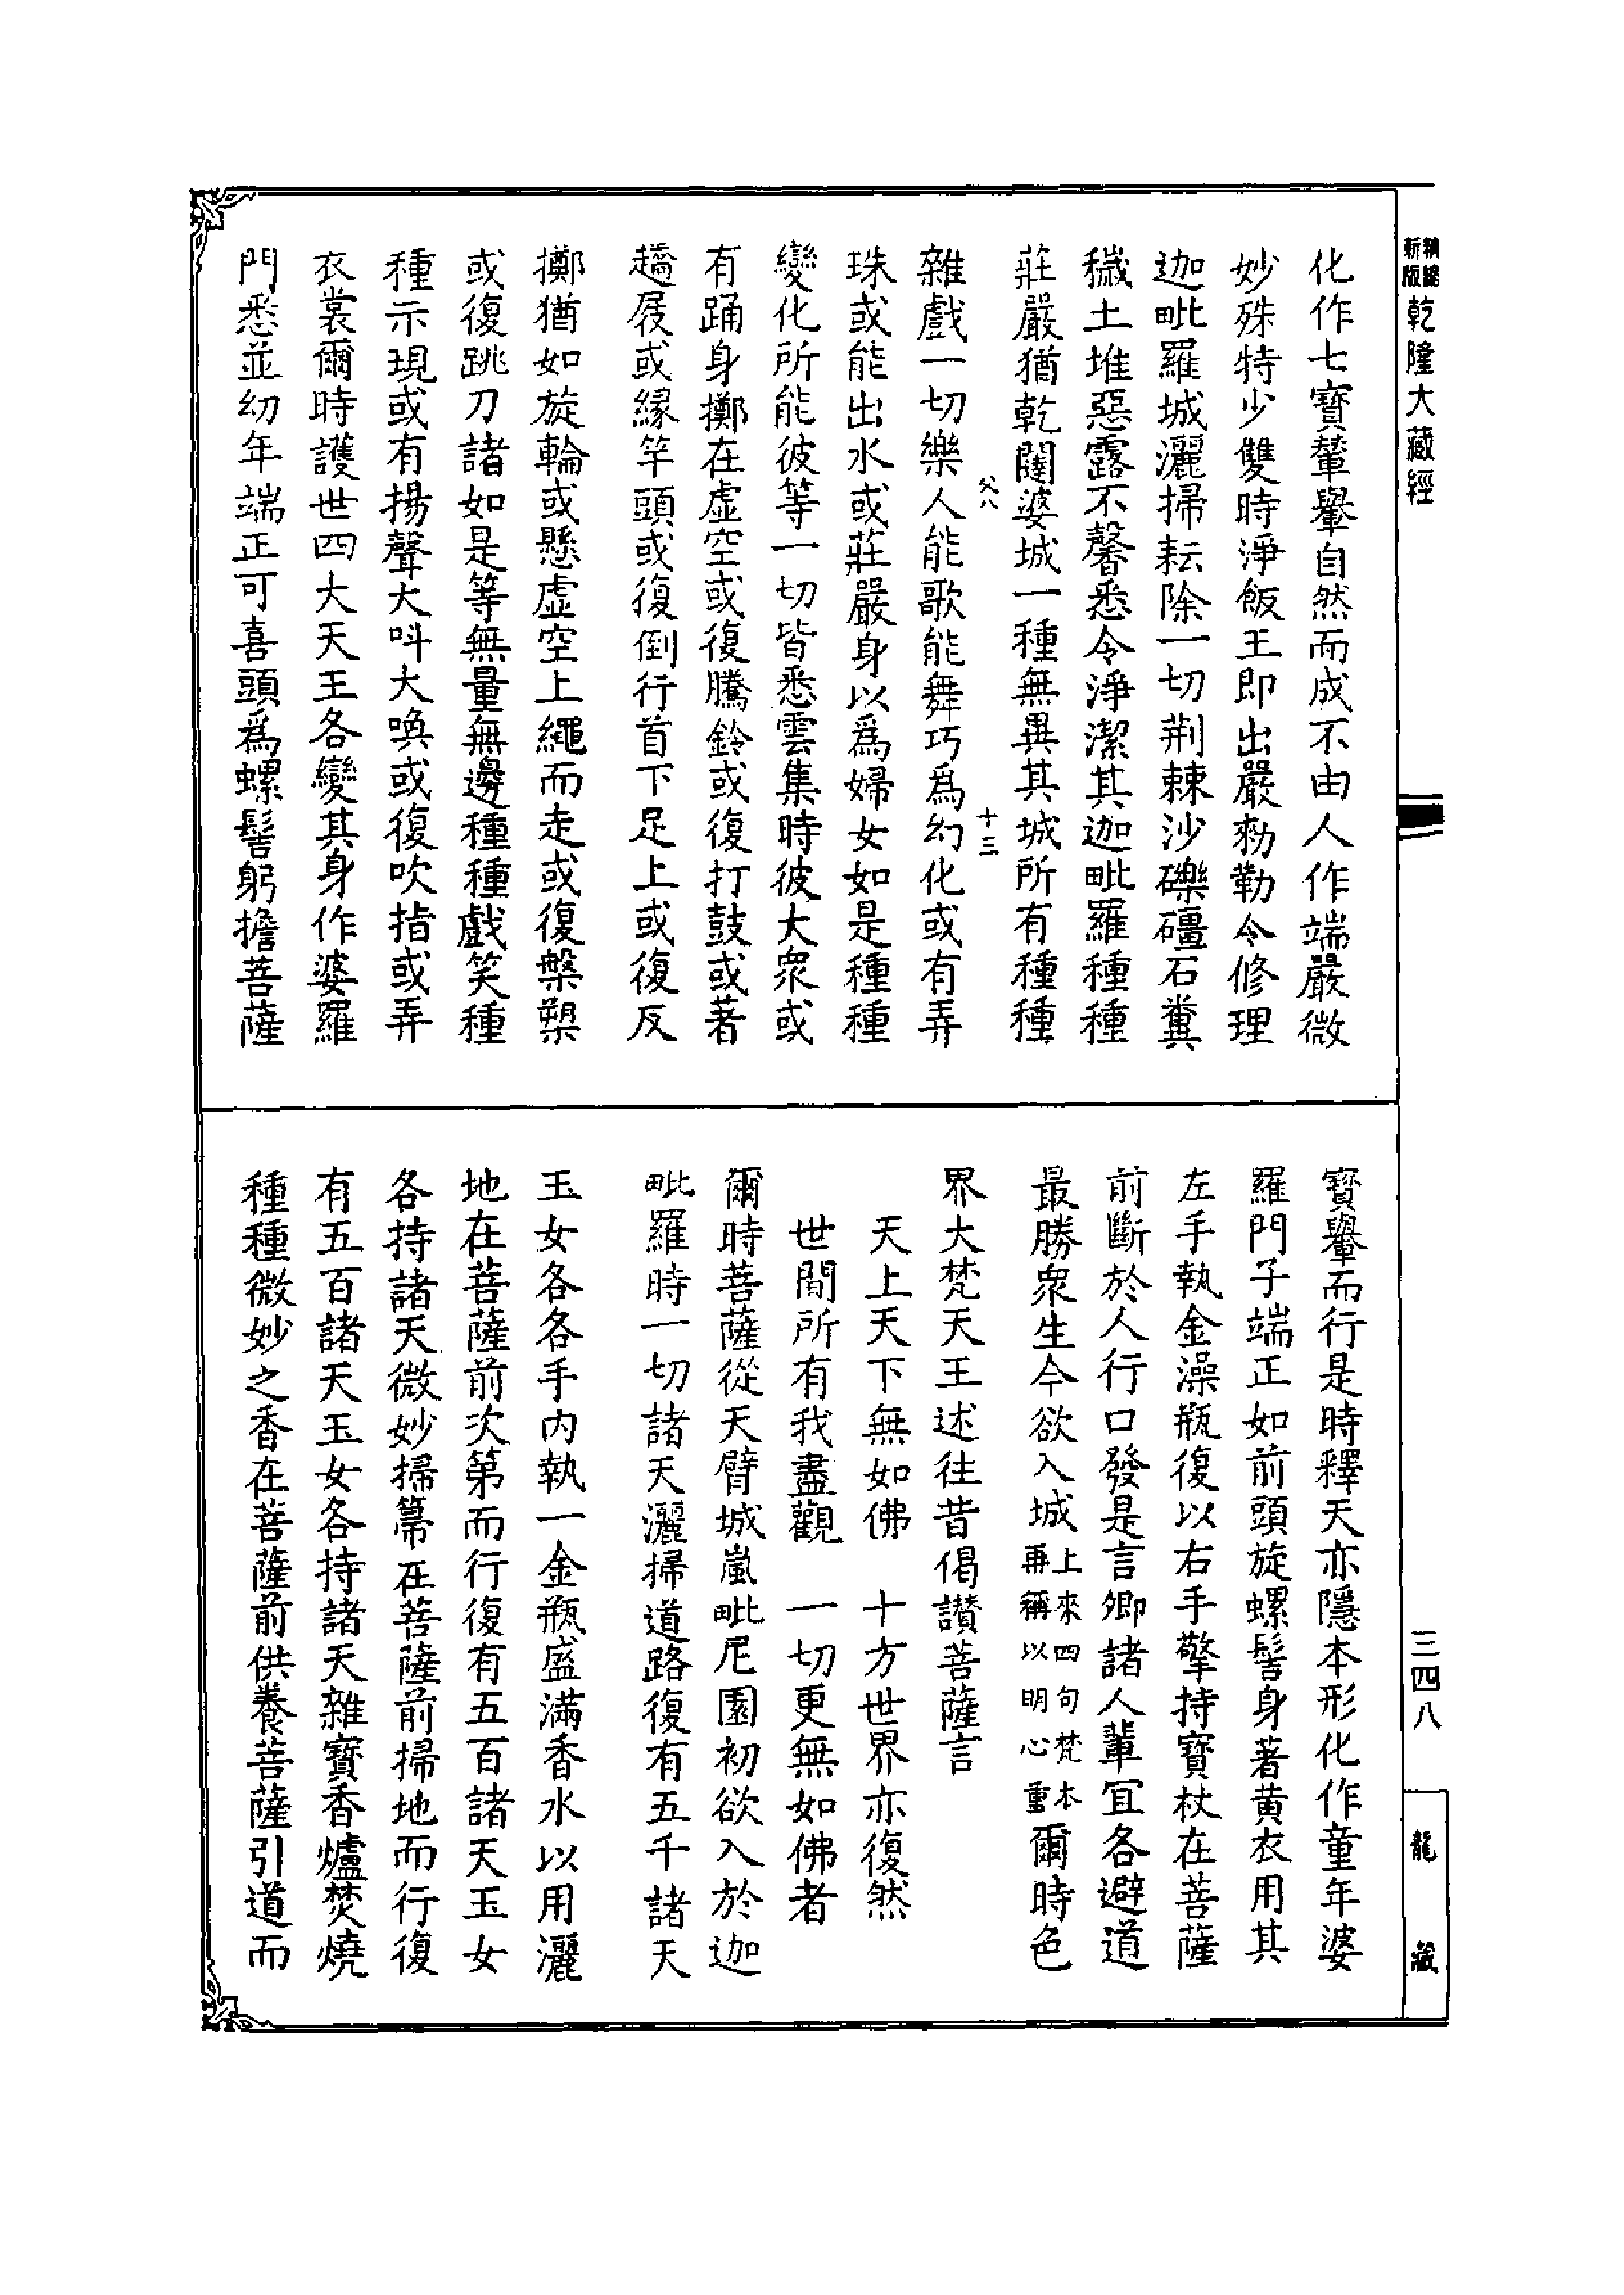 新版
精縮
乾隆大藏經
化作七寶輦轝自然而成不由人作端嚴微
妙殊特少雙時淨飯王即出嚴勑勒令修理
迦毗羅城灑掃耘除一切荆棘沙礫礓石糞
穢土堆惡露不馨悉令淨潔其迦毗羅種種
莊嚴猶乾闥婆城一種無異其城所有種種
八
十三
雜戲一切樂人能歌能舞巧爲幻化或有弄
珠或能出水或莊嚴身以爲婦女如是種種
變化所能彼等一切皆悉雲集時彼大衆或
有踊身擲在虛空或復騰鈴或復打鼓或著
趫屐或緣竿頭或復倒行首下足上或復反
擲猶如旋輪或懸虛空上繩而走或復槃槊
或復跳刀諸如是等無量無邊種種戲笑種
種示現或有揚聲大呌大喚或復吹指或弄
衣裳爾時護世四大天王各變其身作婆羅
門悉並幼年端正可喜頭爲螺髻躬擔菩薩
寶轝而行是時釋天亦隱本形化作童年婆
羅門子端正如前頭旋螺髻身著黄衣用其
左手執金澡瓶復以右手擎持寶杖在菩薩
前斷於人行口發是言卿諸人輩宜各避道
最勝衆生今欲入城上來四句梵本再稱以明心重爾時色
界大梵天王述往昔偈讃菩薩言
天上天下無如佛　十方世界亦復然
世間所有我盡觀　一切更無如佛者
爾時菩薩從天臂城嵐毗尼園初欲入於迦
毗羅時一切諸天灑掃道路復有五千諸天
玉女各各手内執一金瓶盛滿香水以用灑
地在菩薩前次第而行復有五百諸天玉女
各持諸天微妙掃箒在菩薩前掃地而行復
有五百諸天玉女各持諸天雜寶香爐焚燒
種種微妙之香在菩薩前供養菩薩引道而
三四八
龍藏